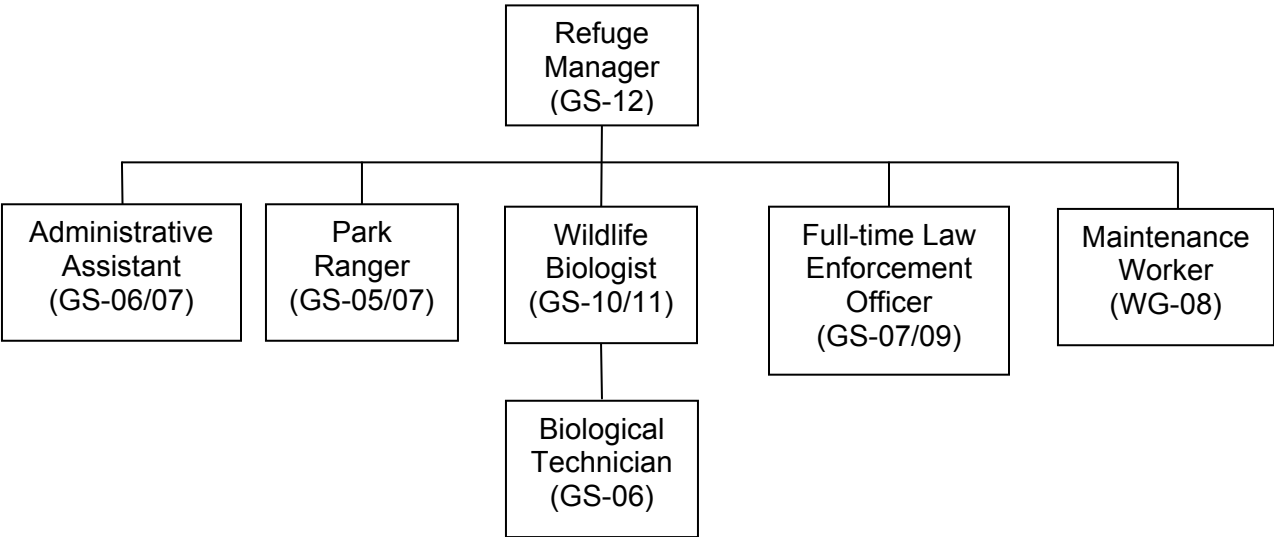 Refuge
Manager
(GS-12)
Administrative
Assistant
(GS-06/07)
Park
Ranger
(GS-05/07)
Wildlife
Biologist
(GS-10/11)
Full-time Law
Enforcement
Officer
(GS-07/09)
Maintenance
Worker
(WG-08)
Biological
Technician
(GS-06)